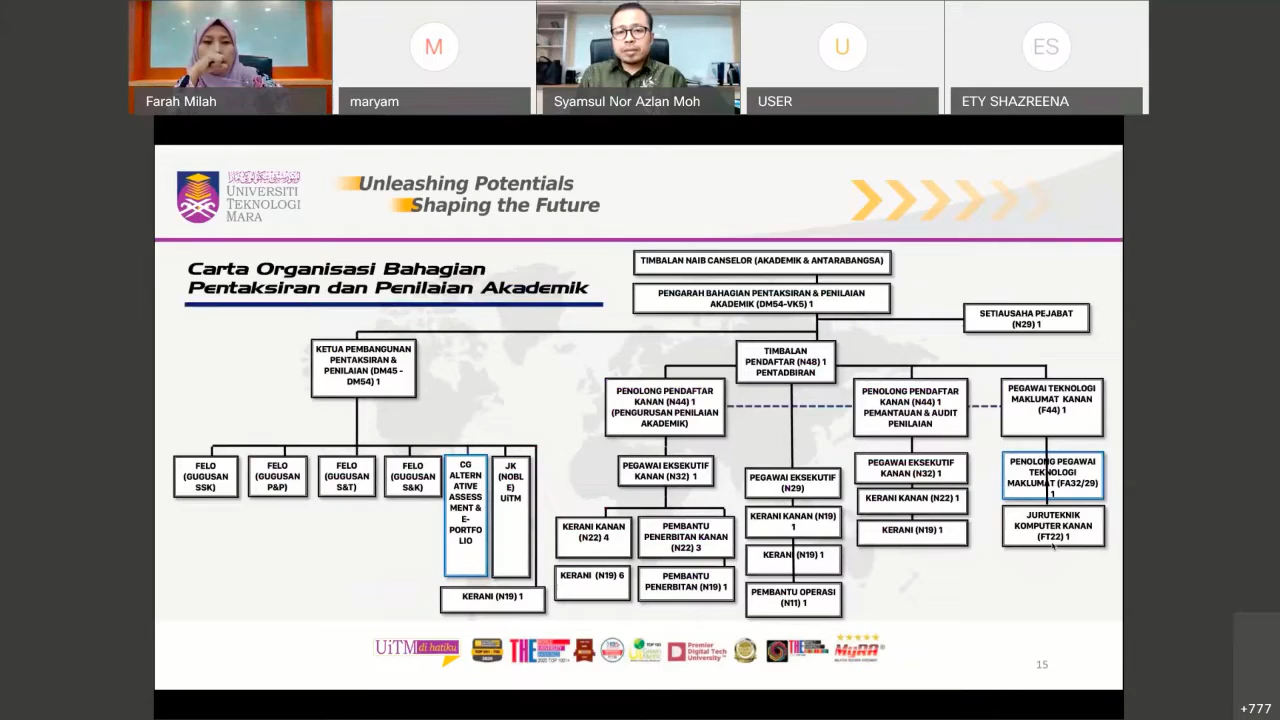 M
U
ES
Farah Milah
maryam
Syamsul Nor Azlan Moh
USER
ETY SHAZREENA
UNIVERSITI
TEKNOLOGI
MARA
Unleashing Potentials
Shaping the Future
Carta Organisasi Bahagian
Pentaksiran dan Penilaian Akademik
TIMBALAN NAIB CANSELOR (AKADEMIK & ANTARABANGSA)
PENGARAH BAHAGIAN PENTAKSIRAN & PENILAIAN
AKADEMIK (DM54-VK5) 1
SETIAUSAHA PEJABAT
(N29) 1
KETUA PEMBANGUNAN
PENTAKSIRAN &
PENILAIAN (DM45 -
DM54) 1
TIMBALAN
PENDAFTAR (N48) 1
PENTADBIRAN
PENOLONG PENDAFTAR
KANAN (N44) 1
(PENGURUSAN PENILAIAN
AKADEMIK)
PENOLONG PENDAFTAR
KANAN (N44) 1
PEMANTAUAN & AUDIT
PENILAIAN
PEGAWAI TEKNOLOGI
MAKLUMAT KANAN
(F44) 1
FELO
(GUGUSAN
SSK)
FELO
(GUGUSAN
P&P)
FELO
(GUGUSAN
S&T)
FELO
(GUGUSAN
S&K)
CG
ALTERN
ATIVE
ASSESS
MENT &
E-
PORTFO
LIO
JK
(NOBL
E)
UiTM
KERANI (N19) 1
PEGAWAI EKSEKUTIF
KANAN (N32) 1
KERANI KANAN
(N22) 4
PEMBANTU
PENERBITAN KANAN
(N22) 3
KERANI (N19) 6
PEMBANTU
PENERBITAN (N19) 1
PEGAWAI EKSEKUTIF
(N29)
KERANI KANAN (N19)
1
KERANI (N19) 1
PEMBANTU OPERASI
(N11) 1
PEGAWAI EKSEKUTIF
KANAN (N32) 1
KERANI KANAN (N22) 1
KERANI (N19) 1
PENOLONG PEGAWAI
TEKNOLOGI
MAKLUMAT (FA32/29)
1
JURUTEKNIK
KOMPUTER KANAN
(FT22) 1
UiTM di hatiku
THE
Premier
Digital Tech
University
THE
MyRA
15
+777